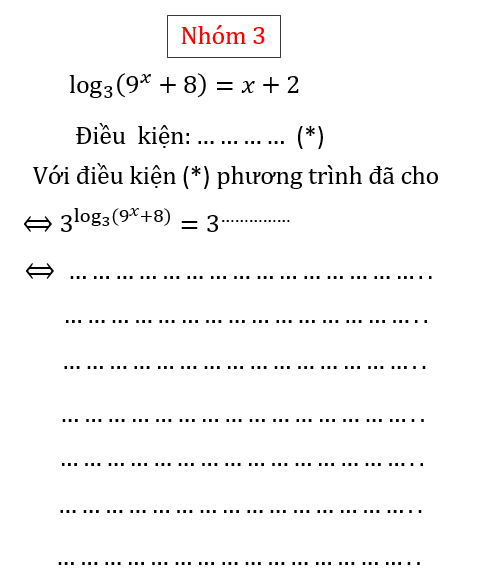 Nhóm 3
log₃(9ˣ + 8) = x + 2
Điều kiện: … … … … (*)
Với điều kiện (*) phương trình đã cho
⇔ 3^{log₃(9ˣ+8)} = 3^{……………}
⇔ … … … … … … … … … … … … … … … . .
… … … … … … … … … … … … … … … . .
… … … … … … … … … … … … … … … . .
… … … … … … … … … … … … … … … . .
… … … … … … … … … … … … … … … . .
… … … … … … … … … … … … … … … . .
… … … … … … … … … … … … … … … . .